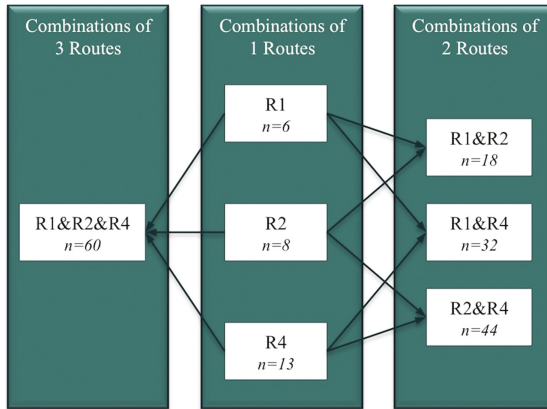 Combinations of
3 Routes
R1&R2&R4
n=60
Combinations of
1 Routes
R1
n=6
R2
n=8
R4
n=13
Combinations of
2 Routes
R1&R2
n=18
R1&R4
n=32
R2&R4
n=44